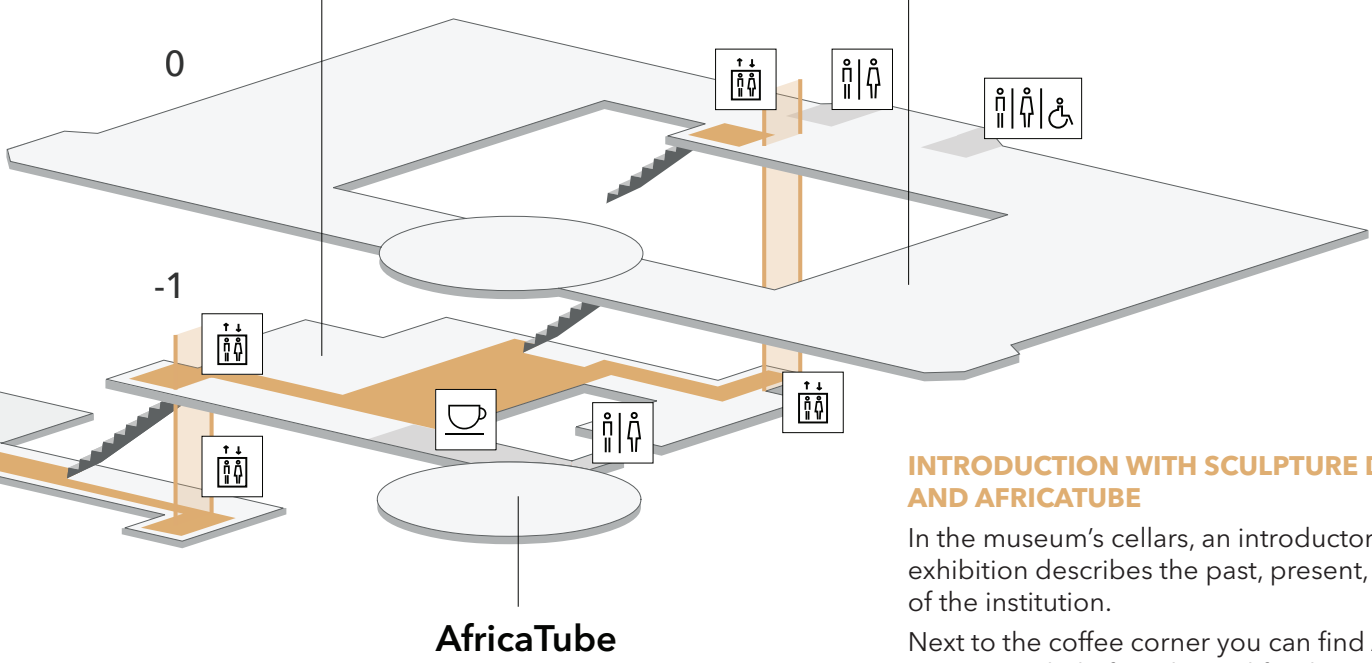 0
-1
AfricaTube
INTRODUCTION WITH SCULPTURE
AND AFRICATUBE
In the museum’s cellars, an introductor
exhibition describes the past, present,
of the institution.
Next to the coffee corner you can find